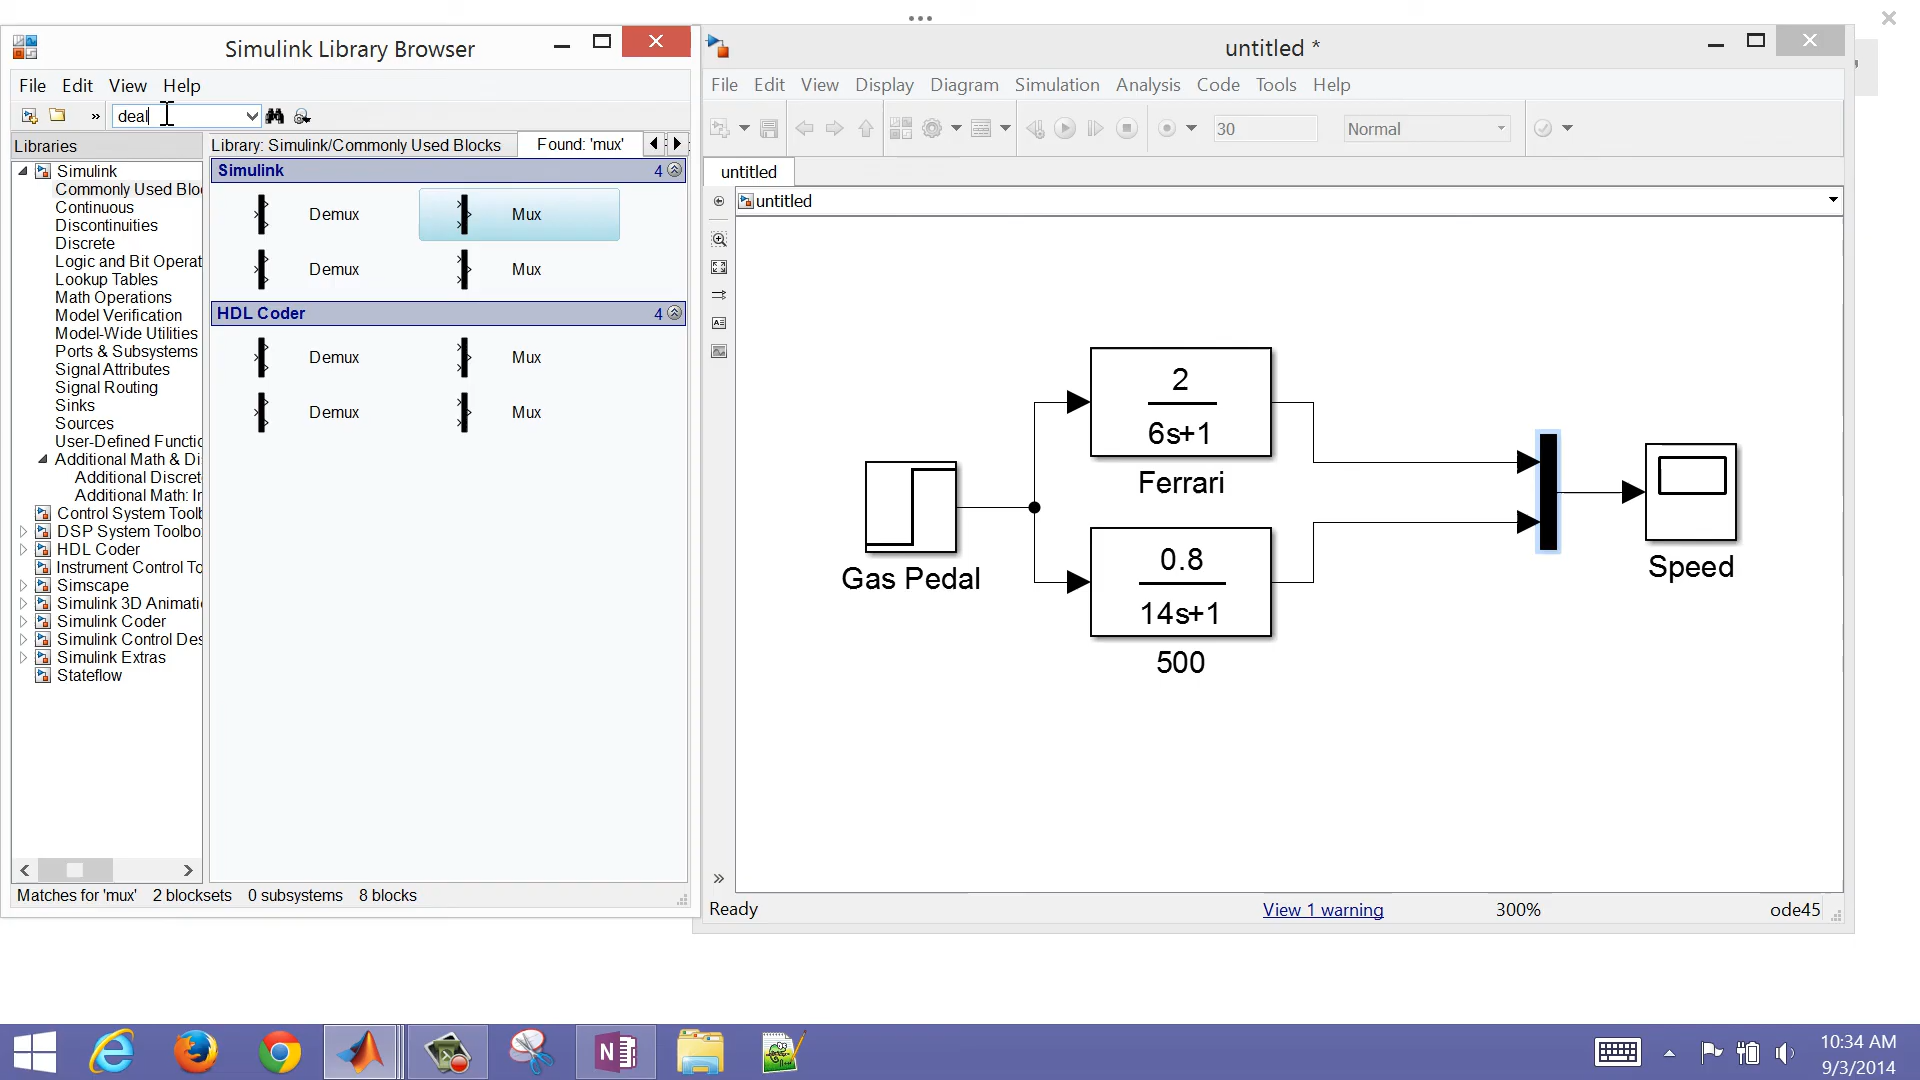 Simulink Library Browser
File Edit View Help
» deal
Libraries
Simulink
Commonly Used Bloc
Continuous
Discontinuities
Discrete
Logic and Bit Operat
Lookup Tables
Math Operations
Model Verification
Model-Wide Utilities
Ports & Subsystems
Signal Attributes
Signal Routing
Sinks
Sources
User-Defined Functio
Additional Math & Di
Additional Discret
Additional Math: In
Control System Toolb
DSP System Toolbo
HDL Coder
Instrument Control To
Simscape
Simulink 3D Animati
Simulink Coder
Simulink Control Des
Simulink Extras
Stateflow
Library: Simulink/Commonly Used Blocks
Found: 'mux'
Simulink 4
Demux Mux
Demux Mux
HDL Coder 4
Demux Mux
Demux Mux
Matches for 'mux' 2 blocksets 0 subsystems 8 blocks
untitled *
File Edit View Display Diagram Simulation Analysis Code Tools Help
30 Normal
untitled
untitled
2
6s+1
Ferrari
Gas Pedal
0.8
14s+1
500
Speed
»
Ready View 1 warning 300% ode45
10:34 AM
9/3/2014